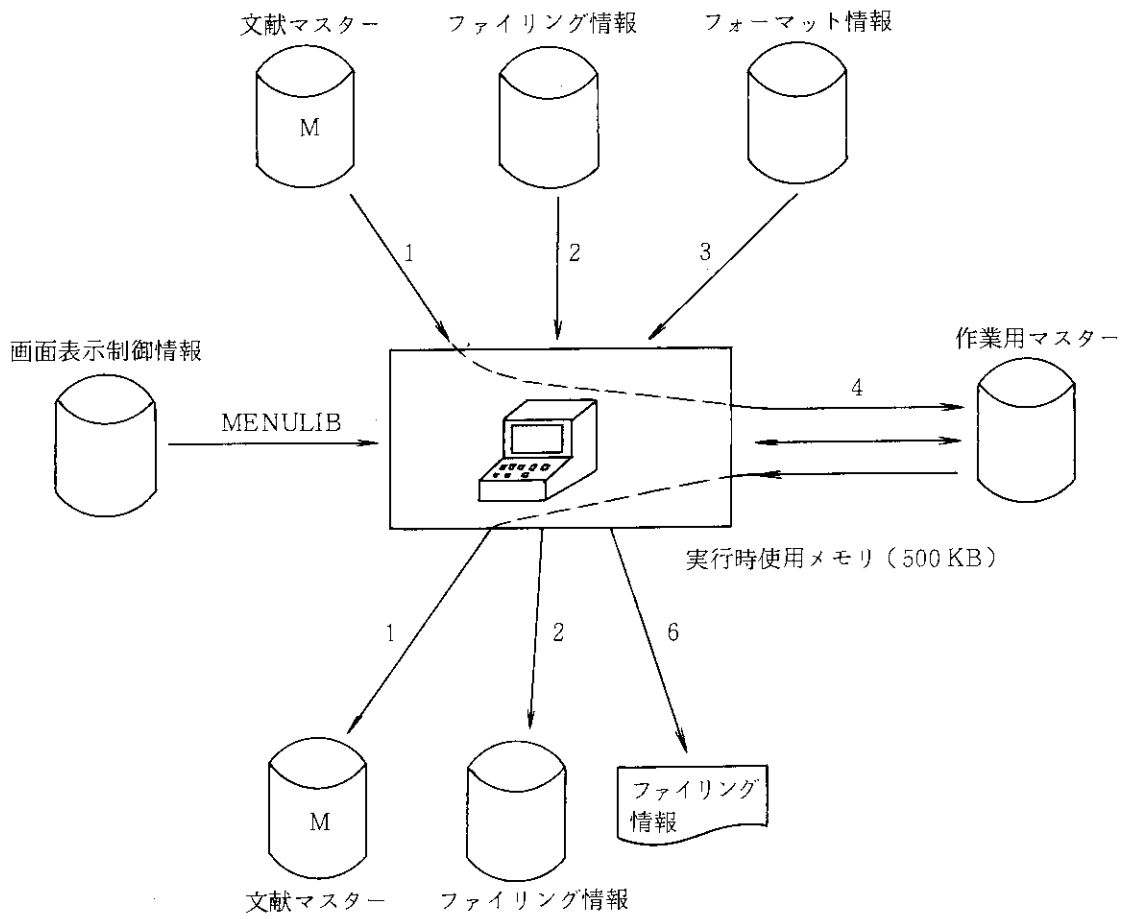 文献マスター
ファイリング情報
フォーマット情報
M
1
2
3
画面表示制御情報
作業用マスター
MENULIB
4
実行時使用メモリ(500 KB)
1
2
6
M
ファイリング
情報
文献マスター
ファイリング情報